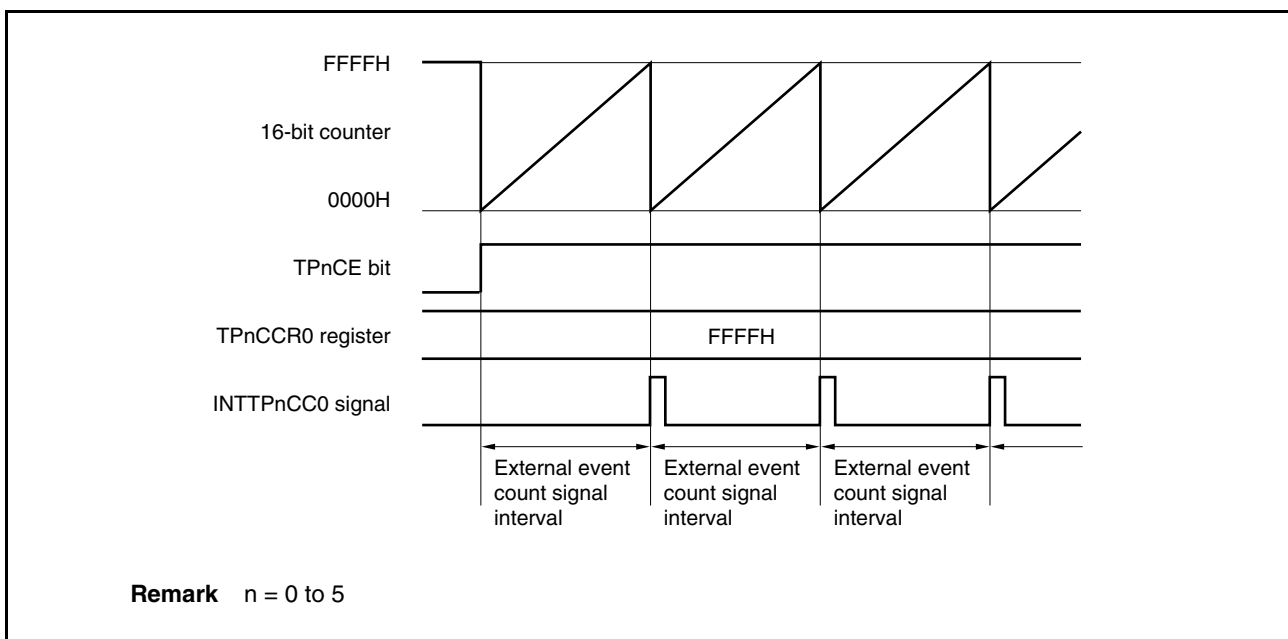 FFFFH
16-bit counter
0000H
TPnCE bit
TPnCCR0 register
FFFFH
INTTPnCC0 signal
External event
count signal
interval
External event
count signal
interval
External event
count signal
interval
Remark n = 0 to 5